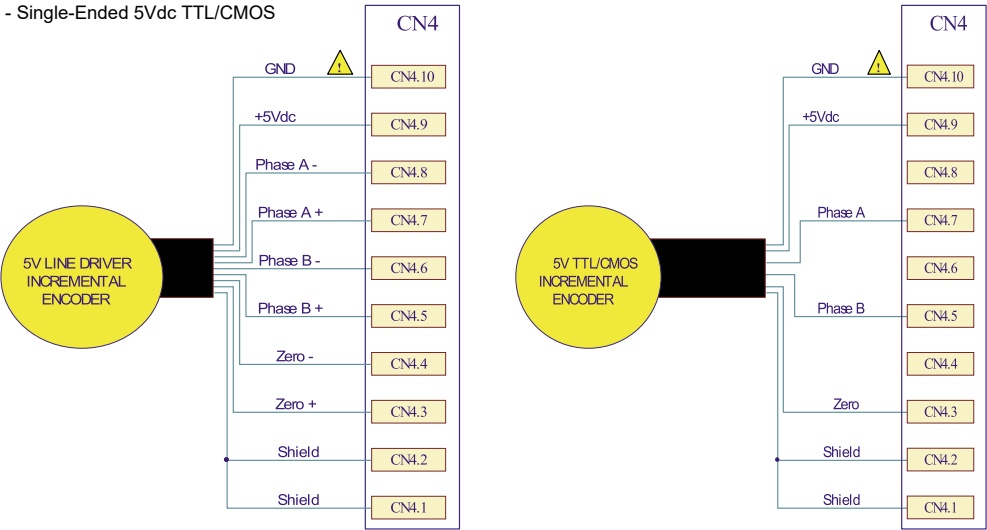 - Single-Ended 5Vdc TTL/CMOS
CN4
GND
!
CN4.10
+5Vdc
CN4.9
Phase A -
CN4.8
Phase A +
CN4.7
5V LINE DRIVER
INCREMENTAL
ENCODER
Phase B -
CN4.6
Phase B +
CN4.5
Zero -
CN4.4
Zero +
CN4.3
Shield
CN4.2
Shield
CN4.1
CN4
GND
!
CN4.10
+5Vdc
CN4.9
CN4.8
Phase A
CN4.7
5V TTL/CMOS
INCREMENTAL
ENCODER
CN4.6
Phase B
CN4.5
CN4.4
Zero
CN4.3
Shield
CN4.2
Shield
CN4.1